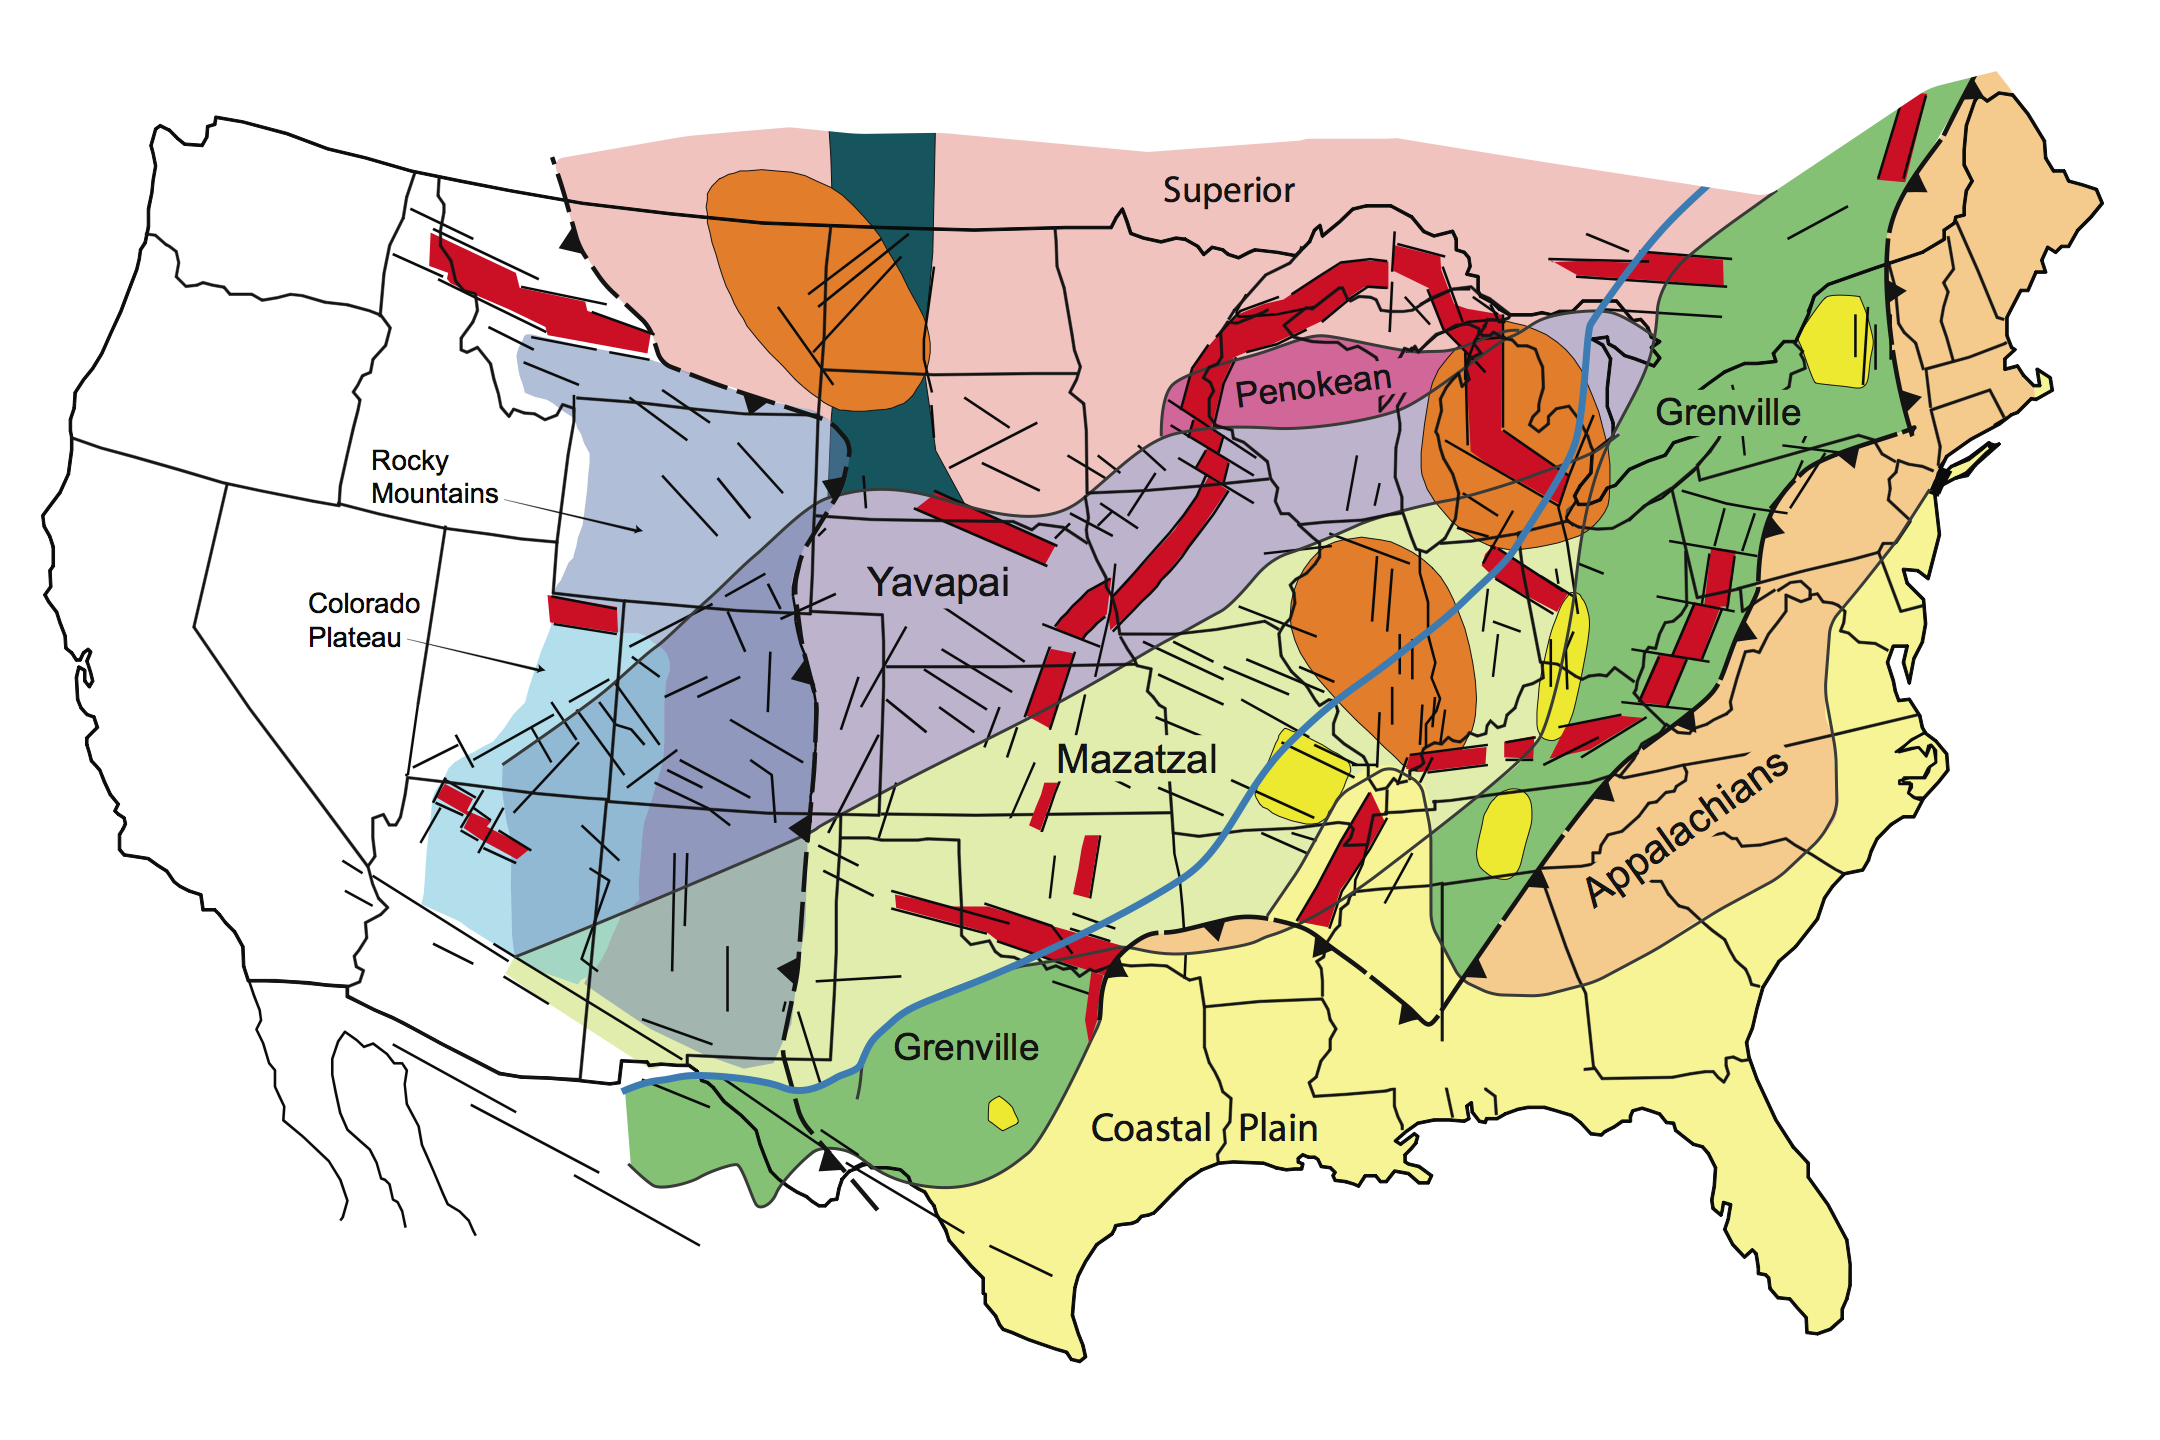 Superior
Penokean
Grenville
Rocky
Mountains
Yavapai
Colorado
Plateau
Mazatzal
Appalachians
Grenville
Coastal Plain